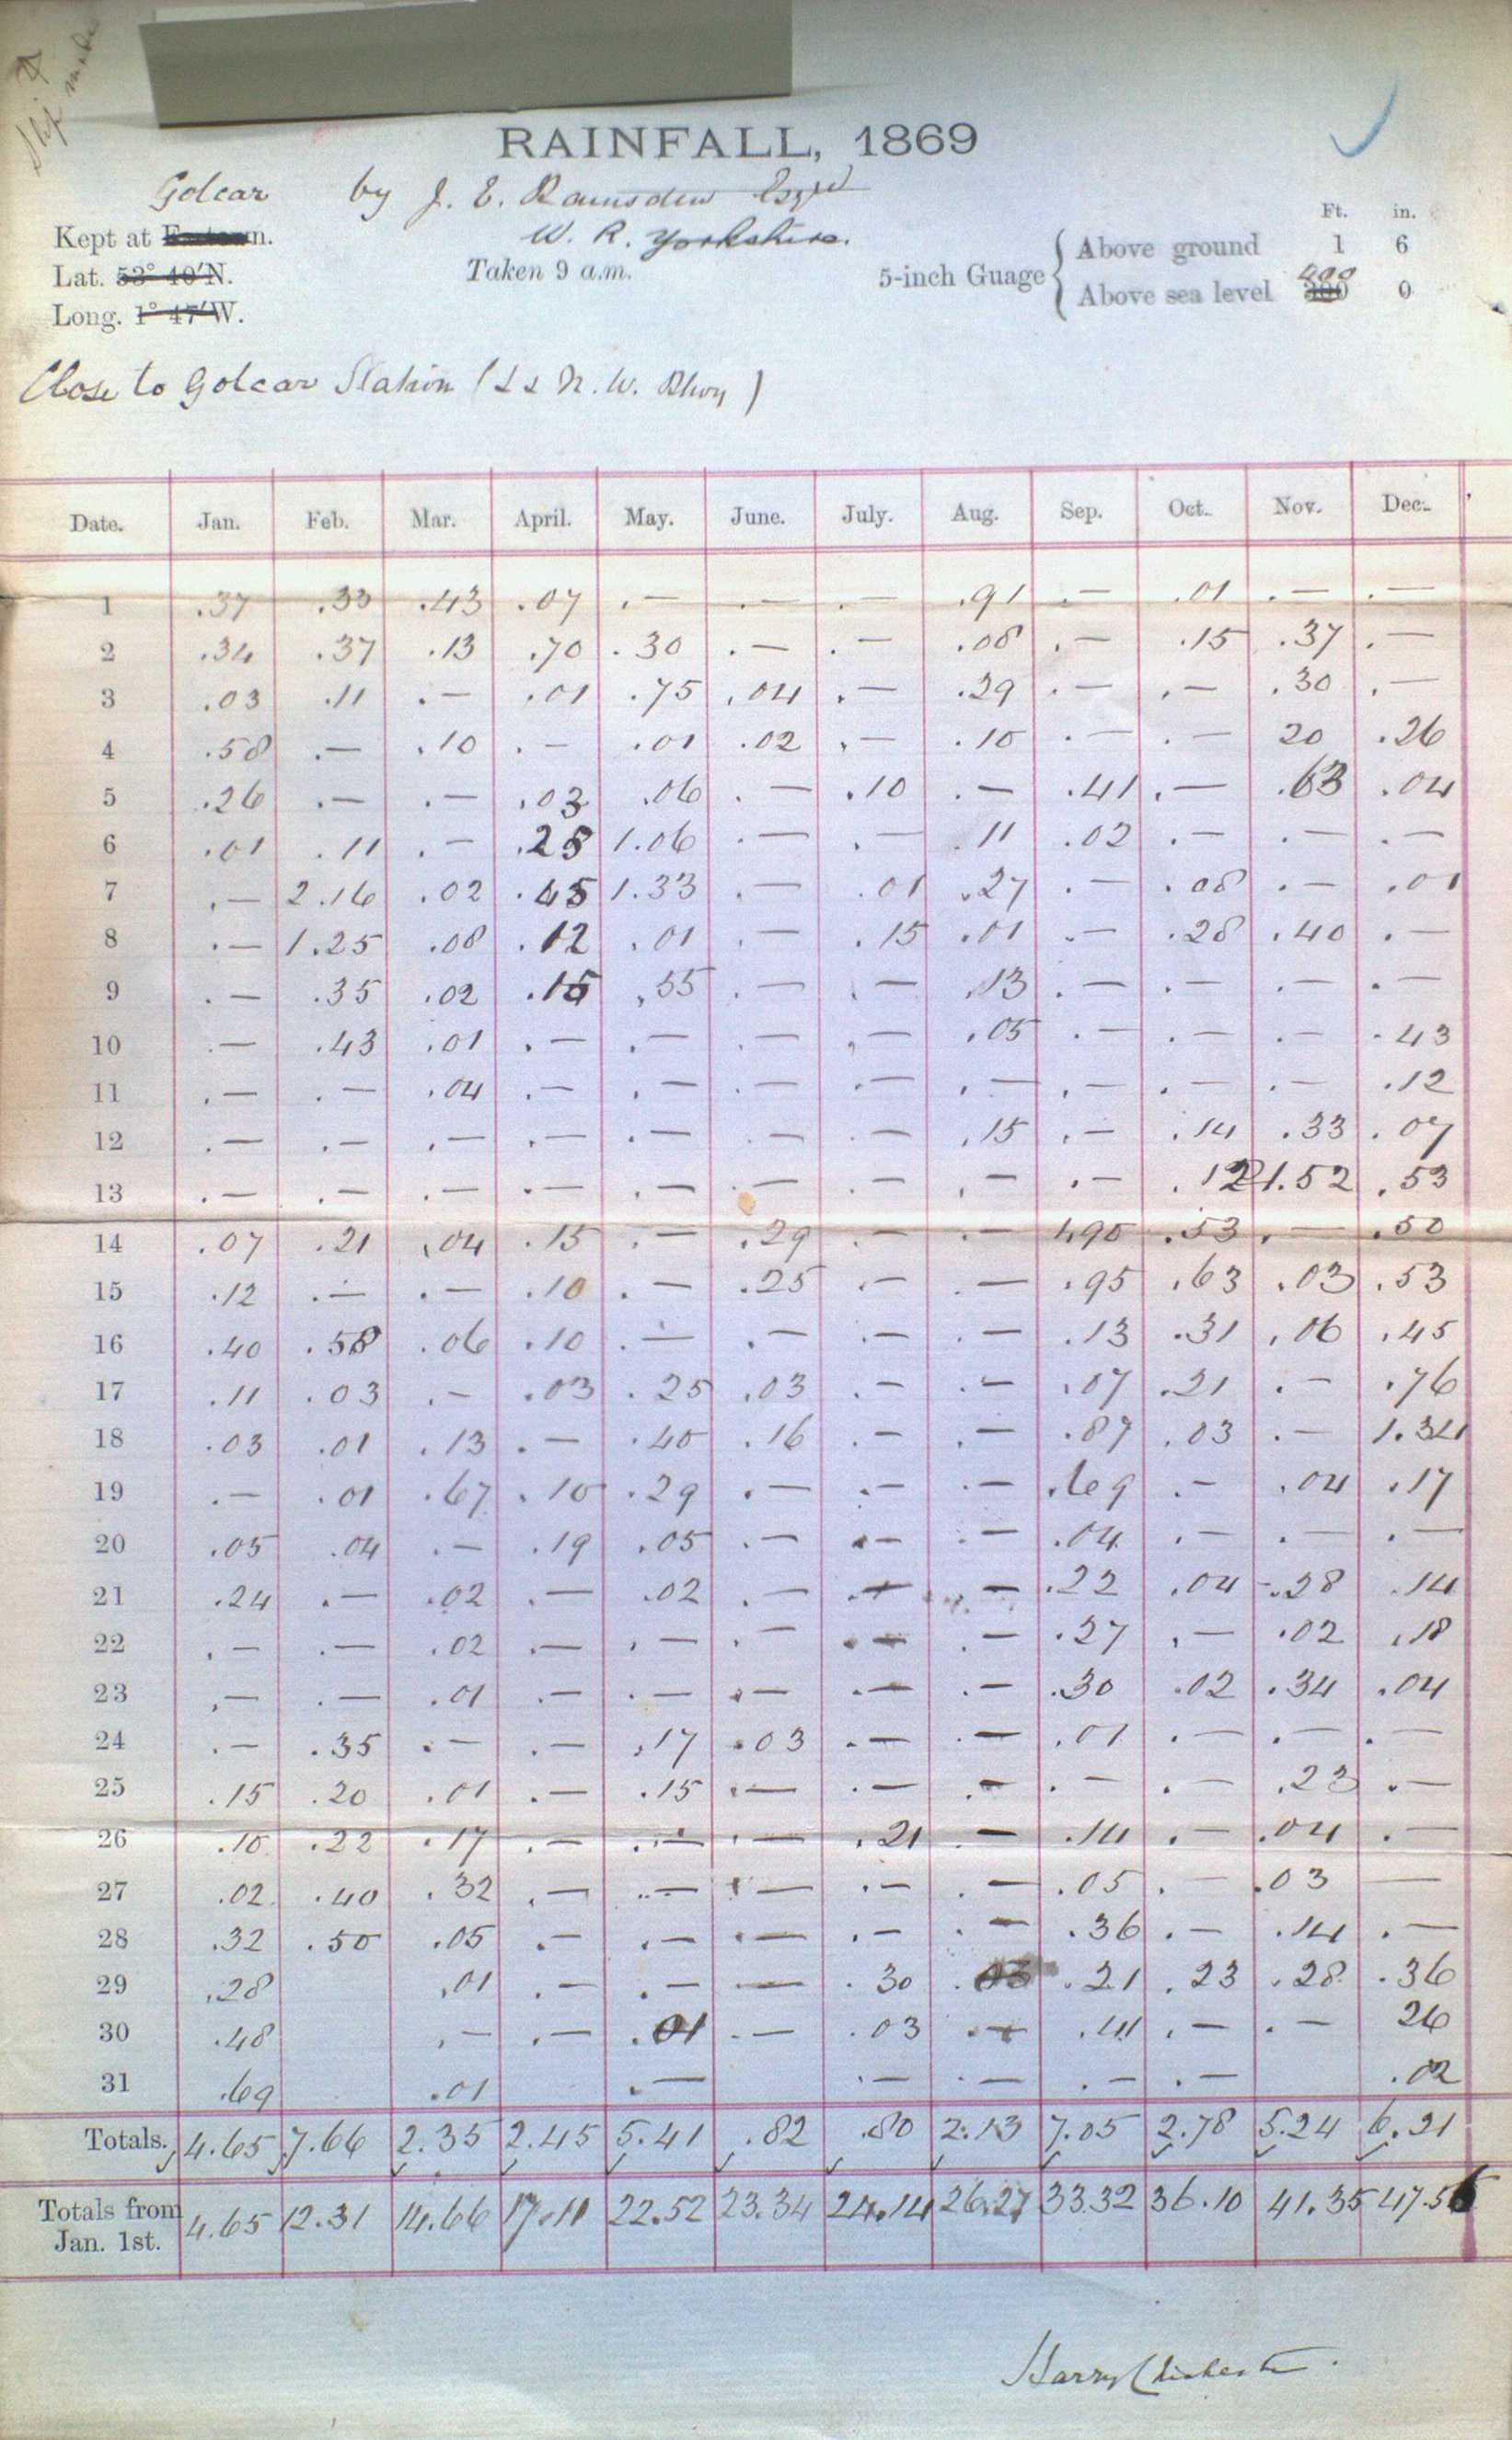 Slip made
RAINFALL, 1869
Golcar by J. E. Ramsden Esqre
W. R. Yorkshire.
Kept at n.
Lat. 53° 40′N.
Long. 1° 47′W.
Taken 9 a.m.
5-inch Guage
Ft. in.
Above ground 1 6
400
Above sea level 300 0
Close to Golcar Station (L & N. W. Rlwy)
Date. Jan. Feb. Mar. April. May. June. July. Aug. Sep. Oct. Nov. Dec.
1 .37 .33 .43 .07 .— .— .— .91 .— .01 .— .—
2 .34 .37 .13 .70 .30 .— .— .08 .— .15 .37 .—
3 .03 .11 .— .01 .75 .04 .— .29 .— .— .30 .—
4 .58 .— .10 .— .01 .02 .— .10 .— .— 20 .26
5 .26 .— .— .03 .06 .— .10 .— .41 .— .63 .04
6 .01 .11 .— .25 1.06 .— .— .11 .02 .— .— .—
7 .— 2.16 .02 .45 1.33 .— .01 .27 .— .08 .— .01
8 .— 1.25 .08 .12 .01 .— .15 .01 .— .28 .40 .—
9 .— .35 .02 .15 .55 .— .— .13 .— .— .— .—
10 .— .43 .01 .— .— .— .— .05 .— .— .— .43
11 .— .— .04 .— .— .— .— .— .— .— .— .12
12 .— .— .— .— .— .— .— .15 .— .14 .33 .07
13 .— .— .— .— .— .— .— .— .— .12 1.52 .53
14 .07 .21 .04 .15 .— .29 .— .— 1.90 .53 .— .50
15 .12 .— .— .10 .— .25 .— .— .95 .63 .03 .53
16 .40 .58 .06 .10 .— .— .— .— .13 .31 .06 .45
17 .11 .03 .— .03 .25 .03 .— .— .07 .21 .— .76
18 .03 .01 .13 .— .40 .16 .— .— .87 .03 .— 1.34
19 .— .01 .67 .10 .29 .— .— .— .69 .— .04 .17
20 .05 .04 .— .19 .05 .— .— .— .04 .— .— .—
21 .24 .— .02 .— .02 .— .— .— .22 .04 .28 .14
22 .— .— .02 .— .— .— .— .— .27 .— .02 .18
23 .— .— .01 .— .— .— .— .— .30 .02 .34 .04
24 .— .35 .— .— .17 .03 .— .— .01 .— .— .—
25 .15 .20 .01 .— .15 .— .— .— .— .— .23 .—
26 .10 .22 .17 .— .— .— .21 .— .14 .— .04 .—
27 .02 .40 .32 .— .— .— .— .— .05 .— .03 —
28 .32 .50 .05 .— .— .— .— .— .36 .— .14 .—
29 .28 .01 .— .— .— .30 .03 .21 .23 .28 .36
30 .48 .— .— .01 .— .03 .— .41 .— .— 26
31 .69 .01 .— .— .— .— .— .02
Totals. 4.65 7.66 2.35 2.45 5.41 .82 .80 2.13 7.05 2.78 5.24 6.21
Totals from Jan. 1st. 4.65 12.31 14.66 17.11 22.52 23.34 24.14 26.27 33.32 36.10 41.35 47.56
Harry Chichester